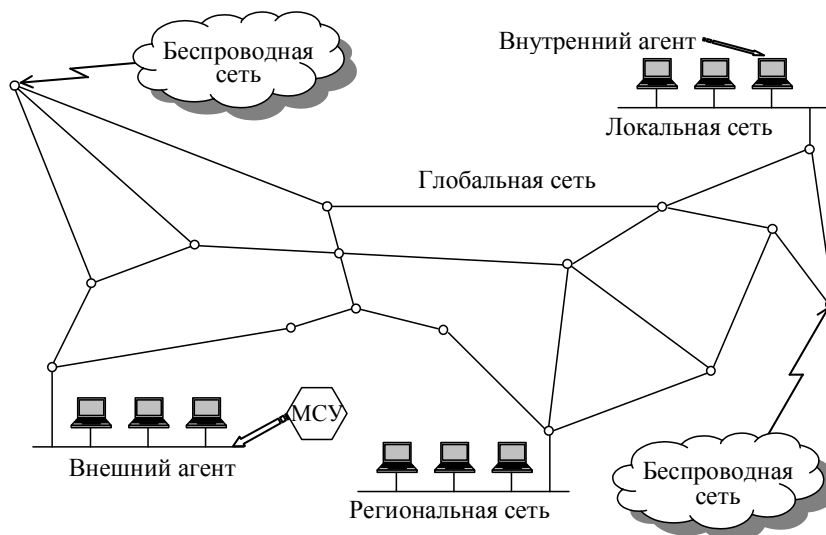 Беспроводная
сеть
Внутренний агент
Локальная сеть
Глобальная сеть
МСУ
Внешний агент
Региональная сеть
Беспроводная
сеть